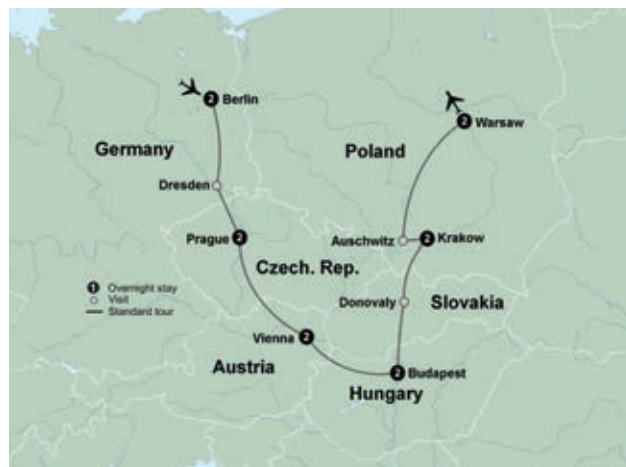 2 Berlin
2 Warsaw
Germany
Poland
Dresden
Prague 2
Auschwitz
2 Krakow
Czech. Rep.
1 Overnight stay
Visit
Standard tour
Donovaly
Slovakia
Vienna 2
Austria
2 Budapest
Hungary